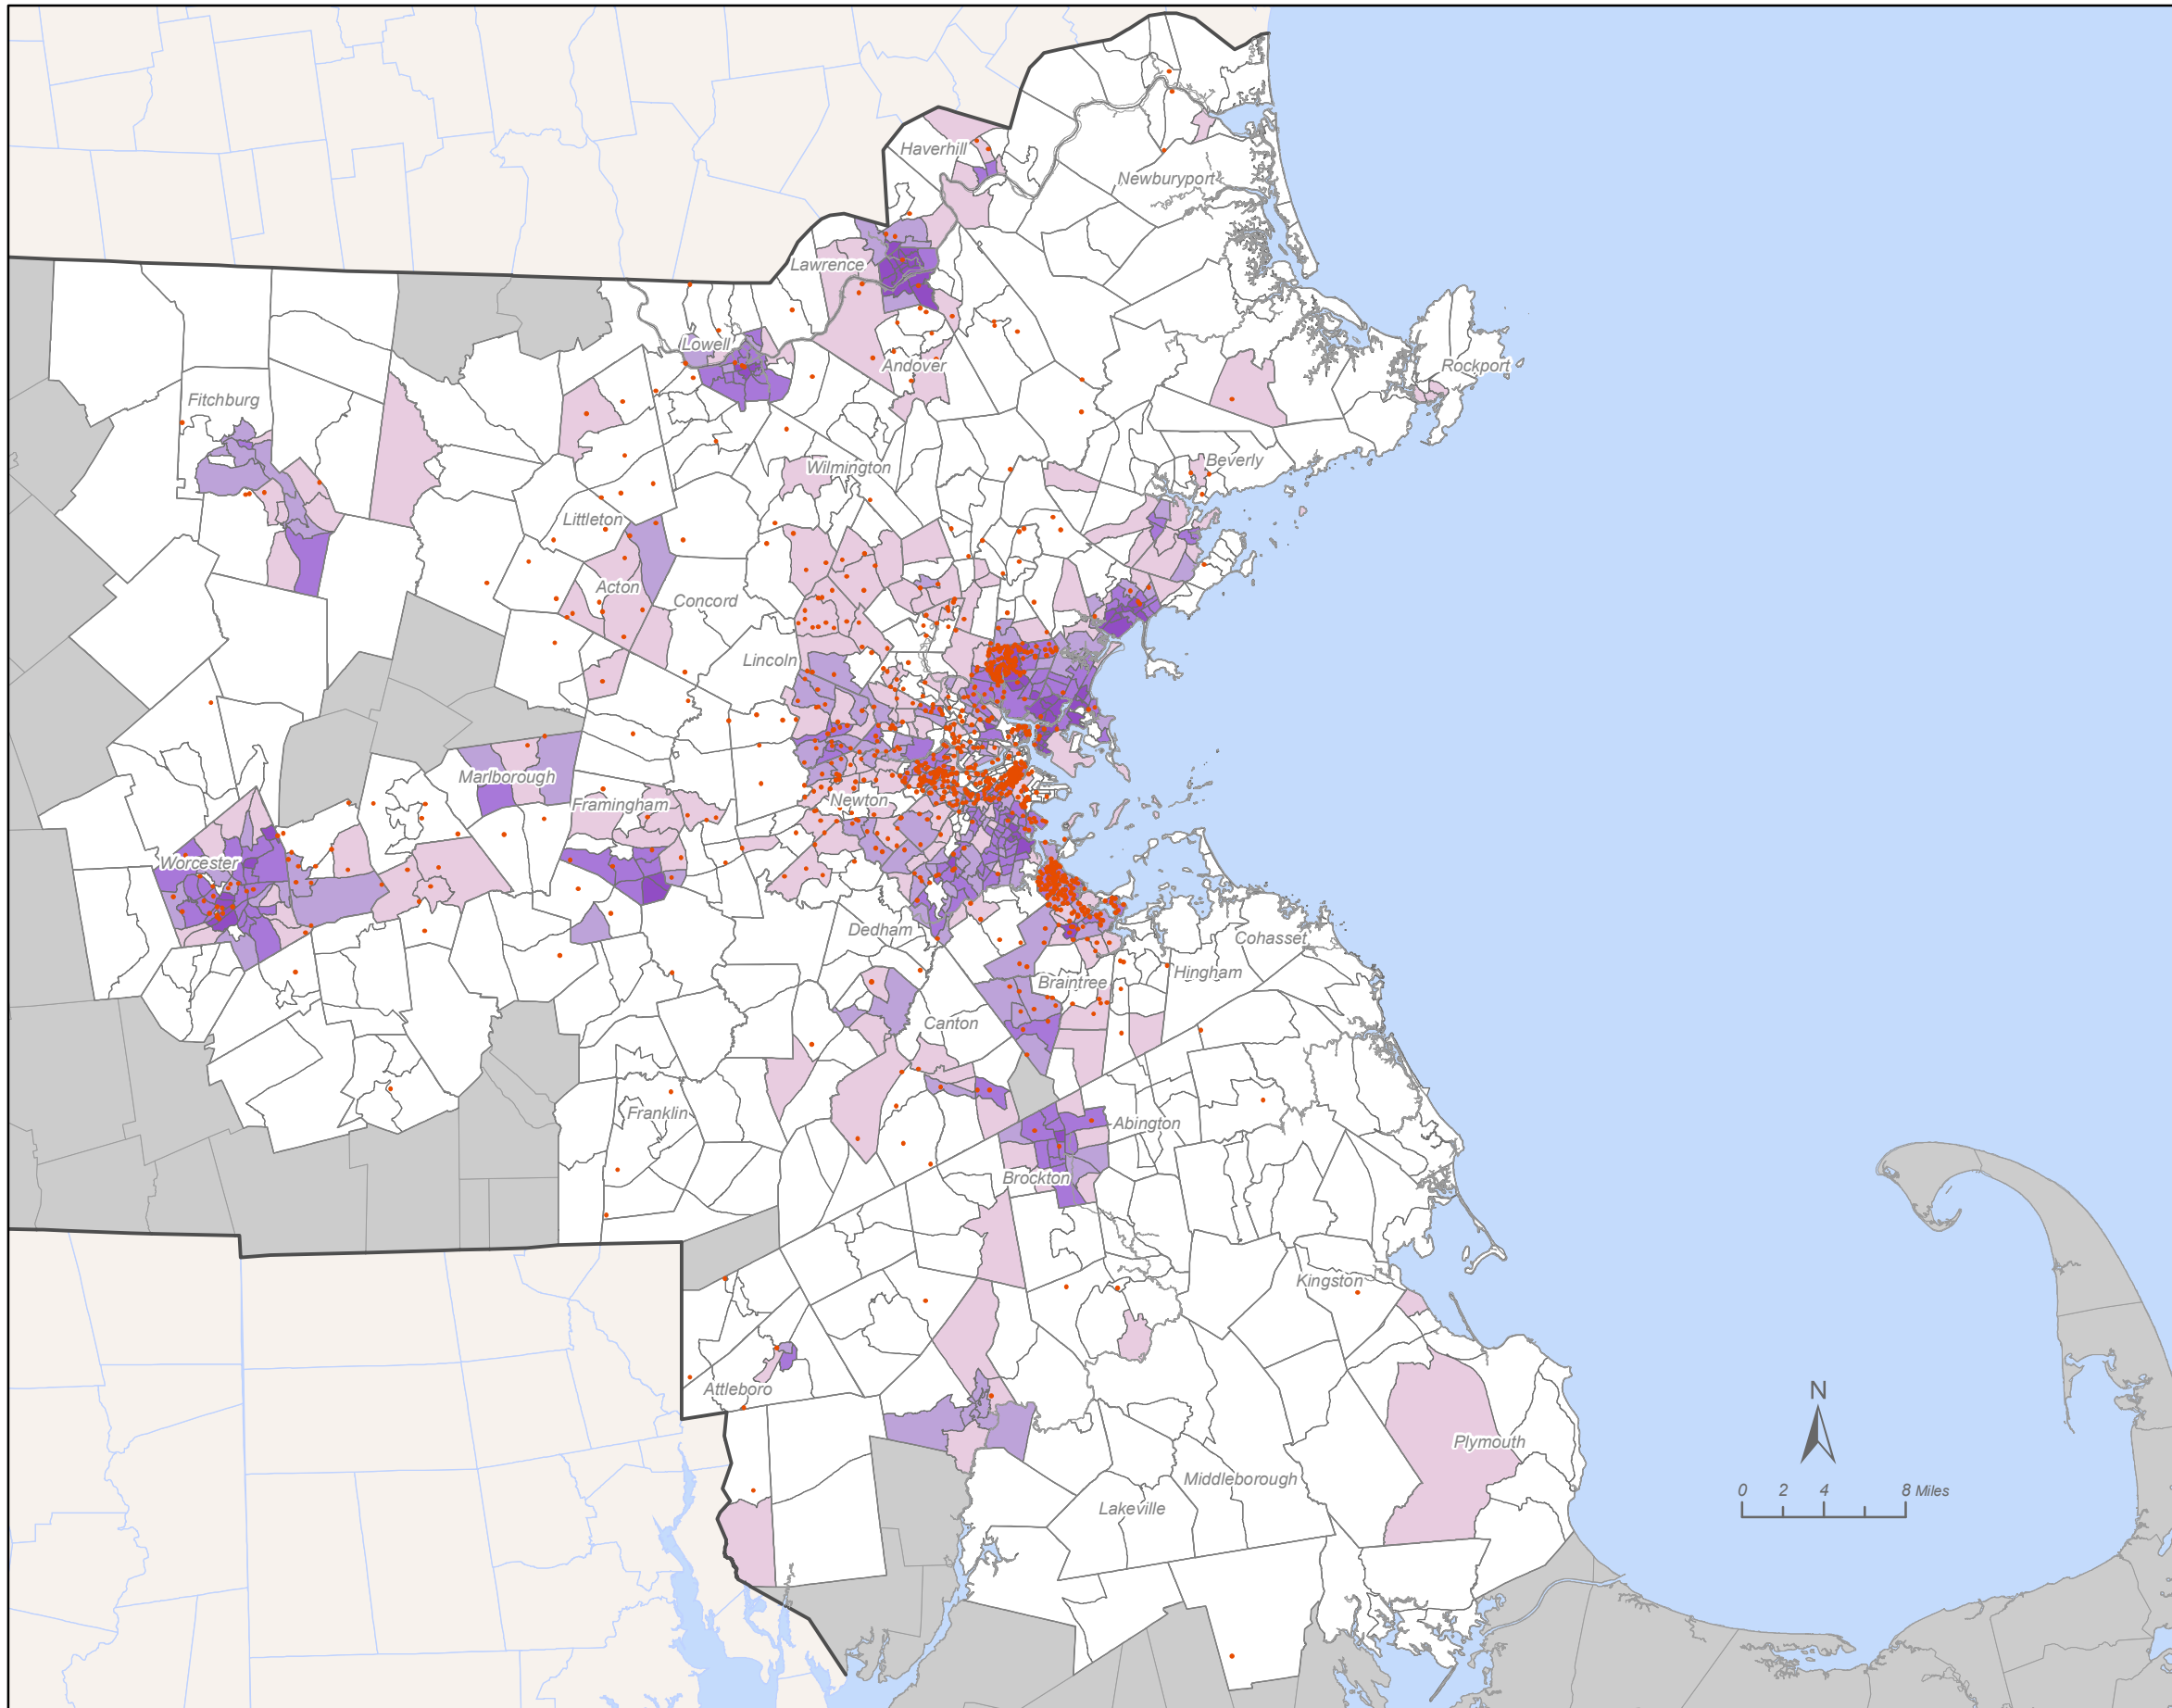 Haverhill
Newburyport
Lawrence
Lowell
Andover
Rockport
Fitchburg
Beverly
Wilmington
Littleton
Acton
Concord
Lincoln
Marlborough
Framingham
Newton
Worcester
Dedham
Cohasset
Hingham
Braintree
Canton
Franklin
Abington
Brockton
Kingston
Attleboro
N
Plymouth
Middleborough
Lakeville
0 2 4 8 Miles